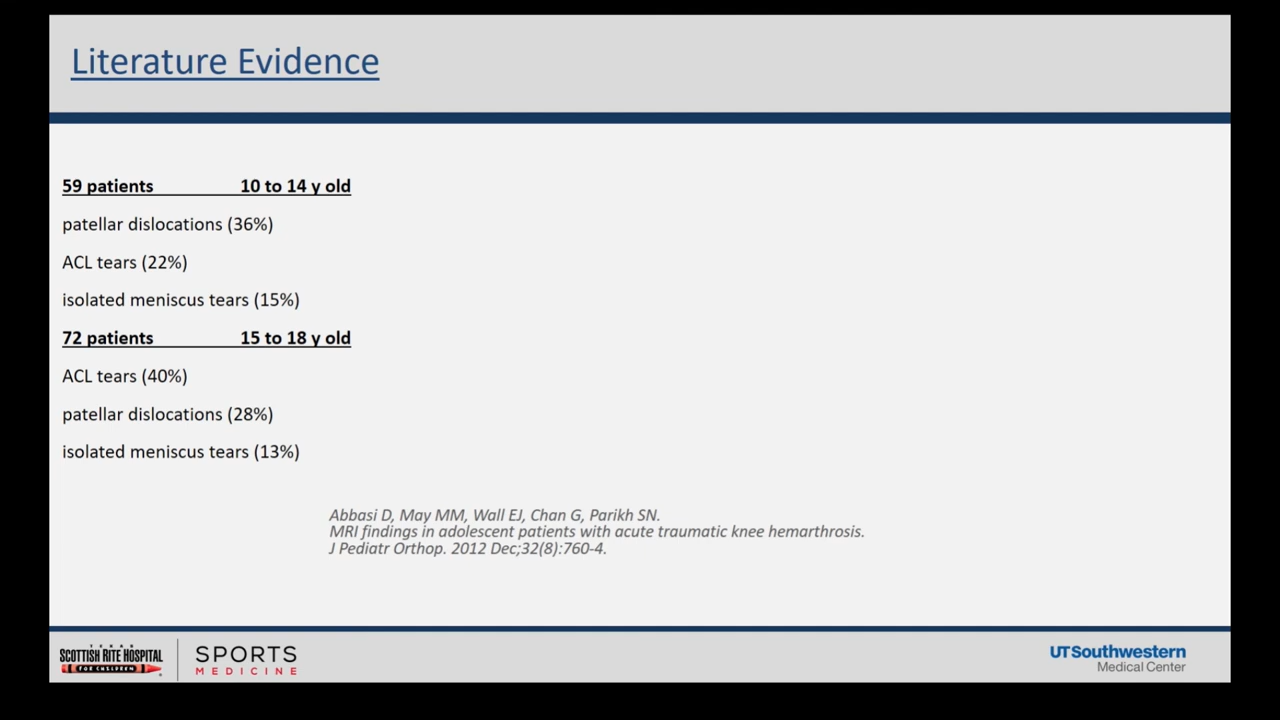 Literature Evidence
59 patients 10 to 14 y old
patellar dislocations (36%)
ACL tears (22%)
isolated meniscus tears (15%)
72 patients 15 to 18 y old
ACL tears (40%)
patellar dislocations (28%)
isolated meniscus tears (13%)
Abbasi D, May MM, Wall EJ, Chan G, Parikh SN.
MRI findings in adolescent patients with acute traumatic knee hemarthrosis.
J Pediatr Orthop. 2012 Dec;32(8):760-4.
TEXAS
SCOTTISH RITE HOSPITAL
FOR CHILDREN
SPORTS
MEDICINE
UTSouthwestern
Medical Center